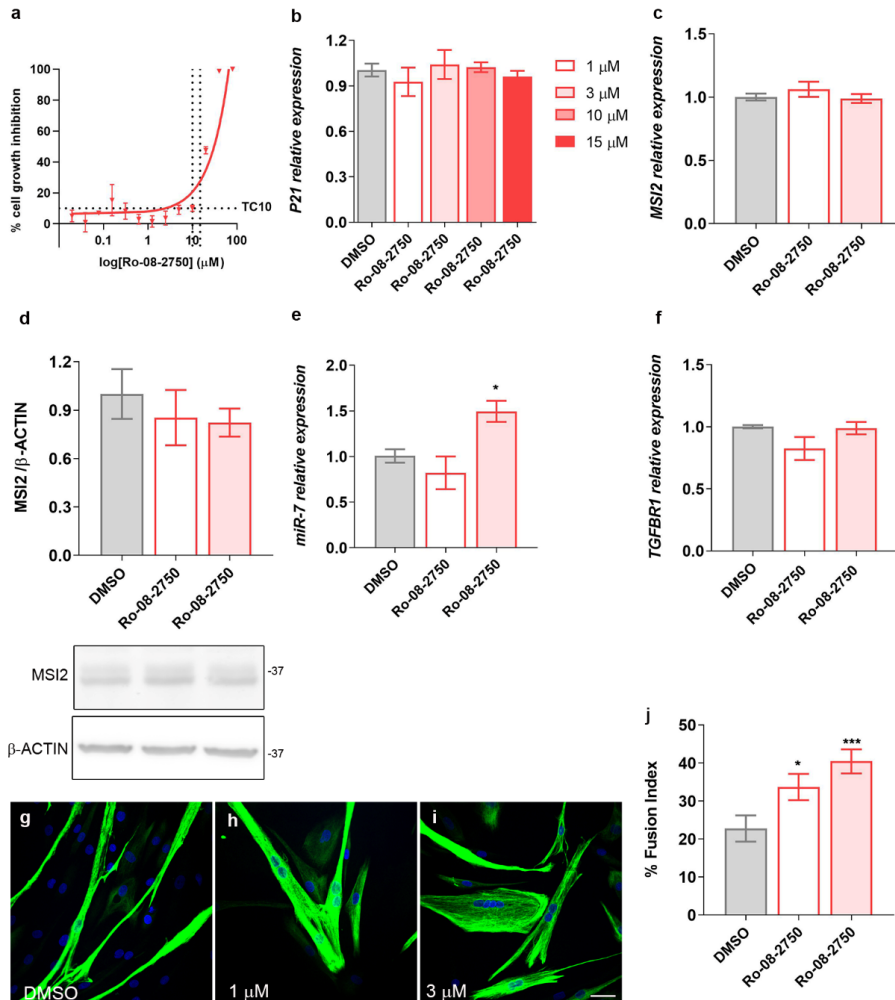 a
% cell growth inhibition
100
80
60
40
20
10
0
TC10
0.1
1
10
100
log[Ro-08-2750] (μM)
b
P21 relative expression
1.2
0.9
0.6
0.3
0.0
DMSO
Ro-08-2750
Ro-08-2750
Ro-08-2750
Ro-08-2750
1 μM
3 μM
10 μM
15 μM
c
MSI2 relative expression
1.5
1.0
0.5
0.0
DMSO
Ro-08-2750
Ro-08-2750
d
MSI2 /β-ACTIN
1.2
0.9
0.6
0.3
0.0
DMSO
Ro-08-2750
Ro-08-2750
MSI2
-37
β-ACTIN
-37
e
miR-7 relative expression
2.0
1.5
1.0
0.5
0.0
*
DMSO
Ro-08-2750
Ro-08-2750
f
TGFBR1 relative expression
1.5
1.0
0.5
0.0
DMSO
Ro-08-2750
Ro-08-2750
g
DMSO
h
1 μM
i
3 μM
j
% Fusion Index
50
40
30
20
10
0
*
***
DMSO
Ro-08-2750
Ro-08-2750